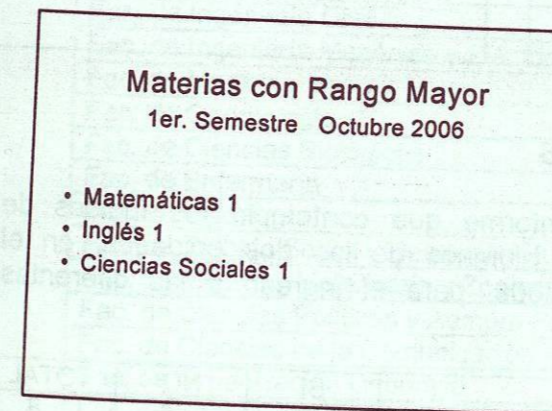 Materias con Rango Mayor
1er. Semestre Octubre 2006
• Matemáticas 1
• Inglés 1
• Ciencias Sociales 1